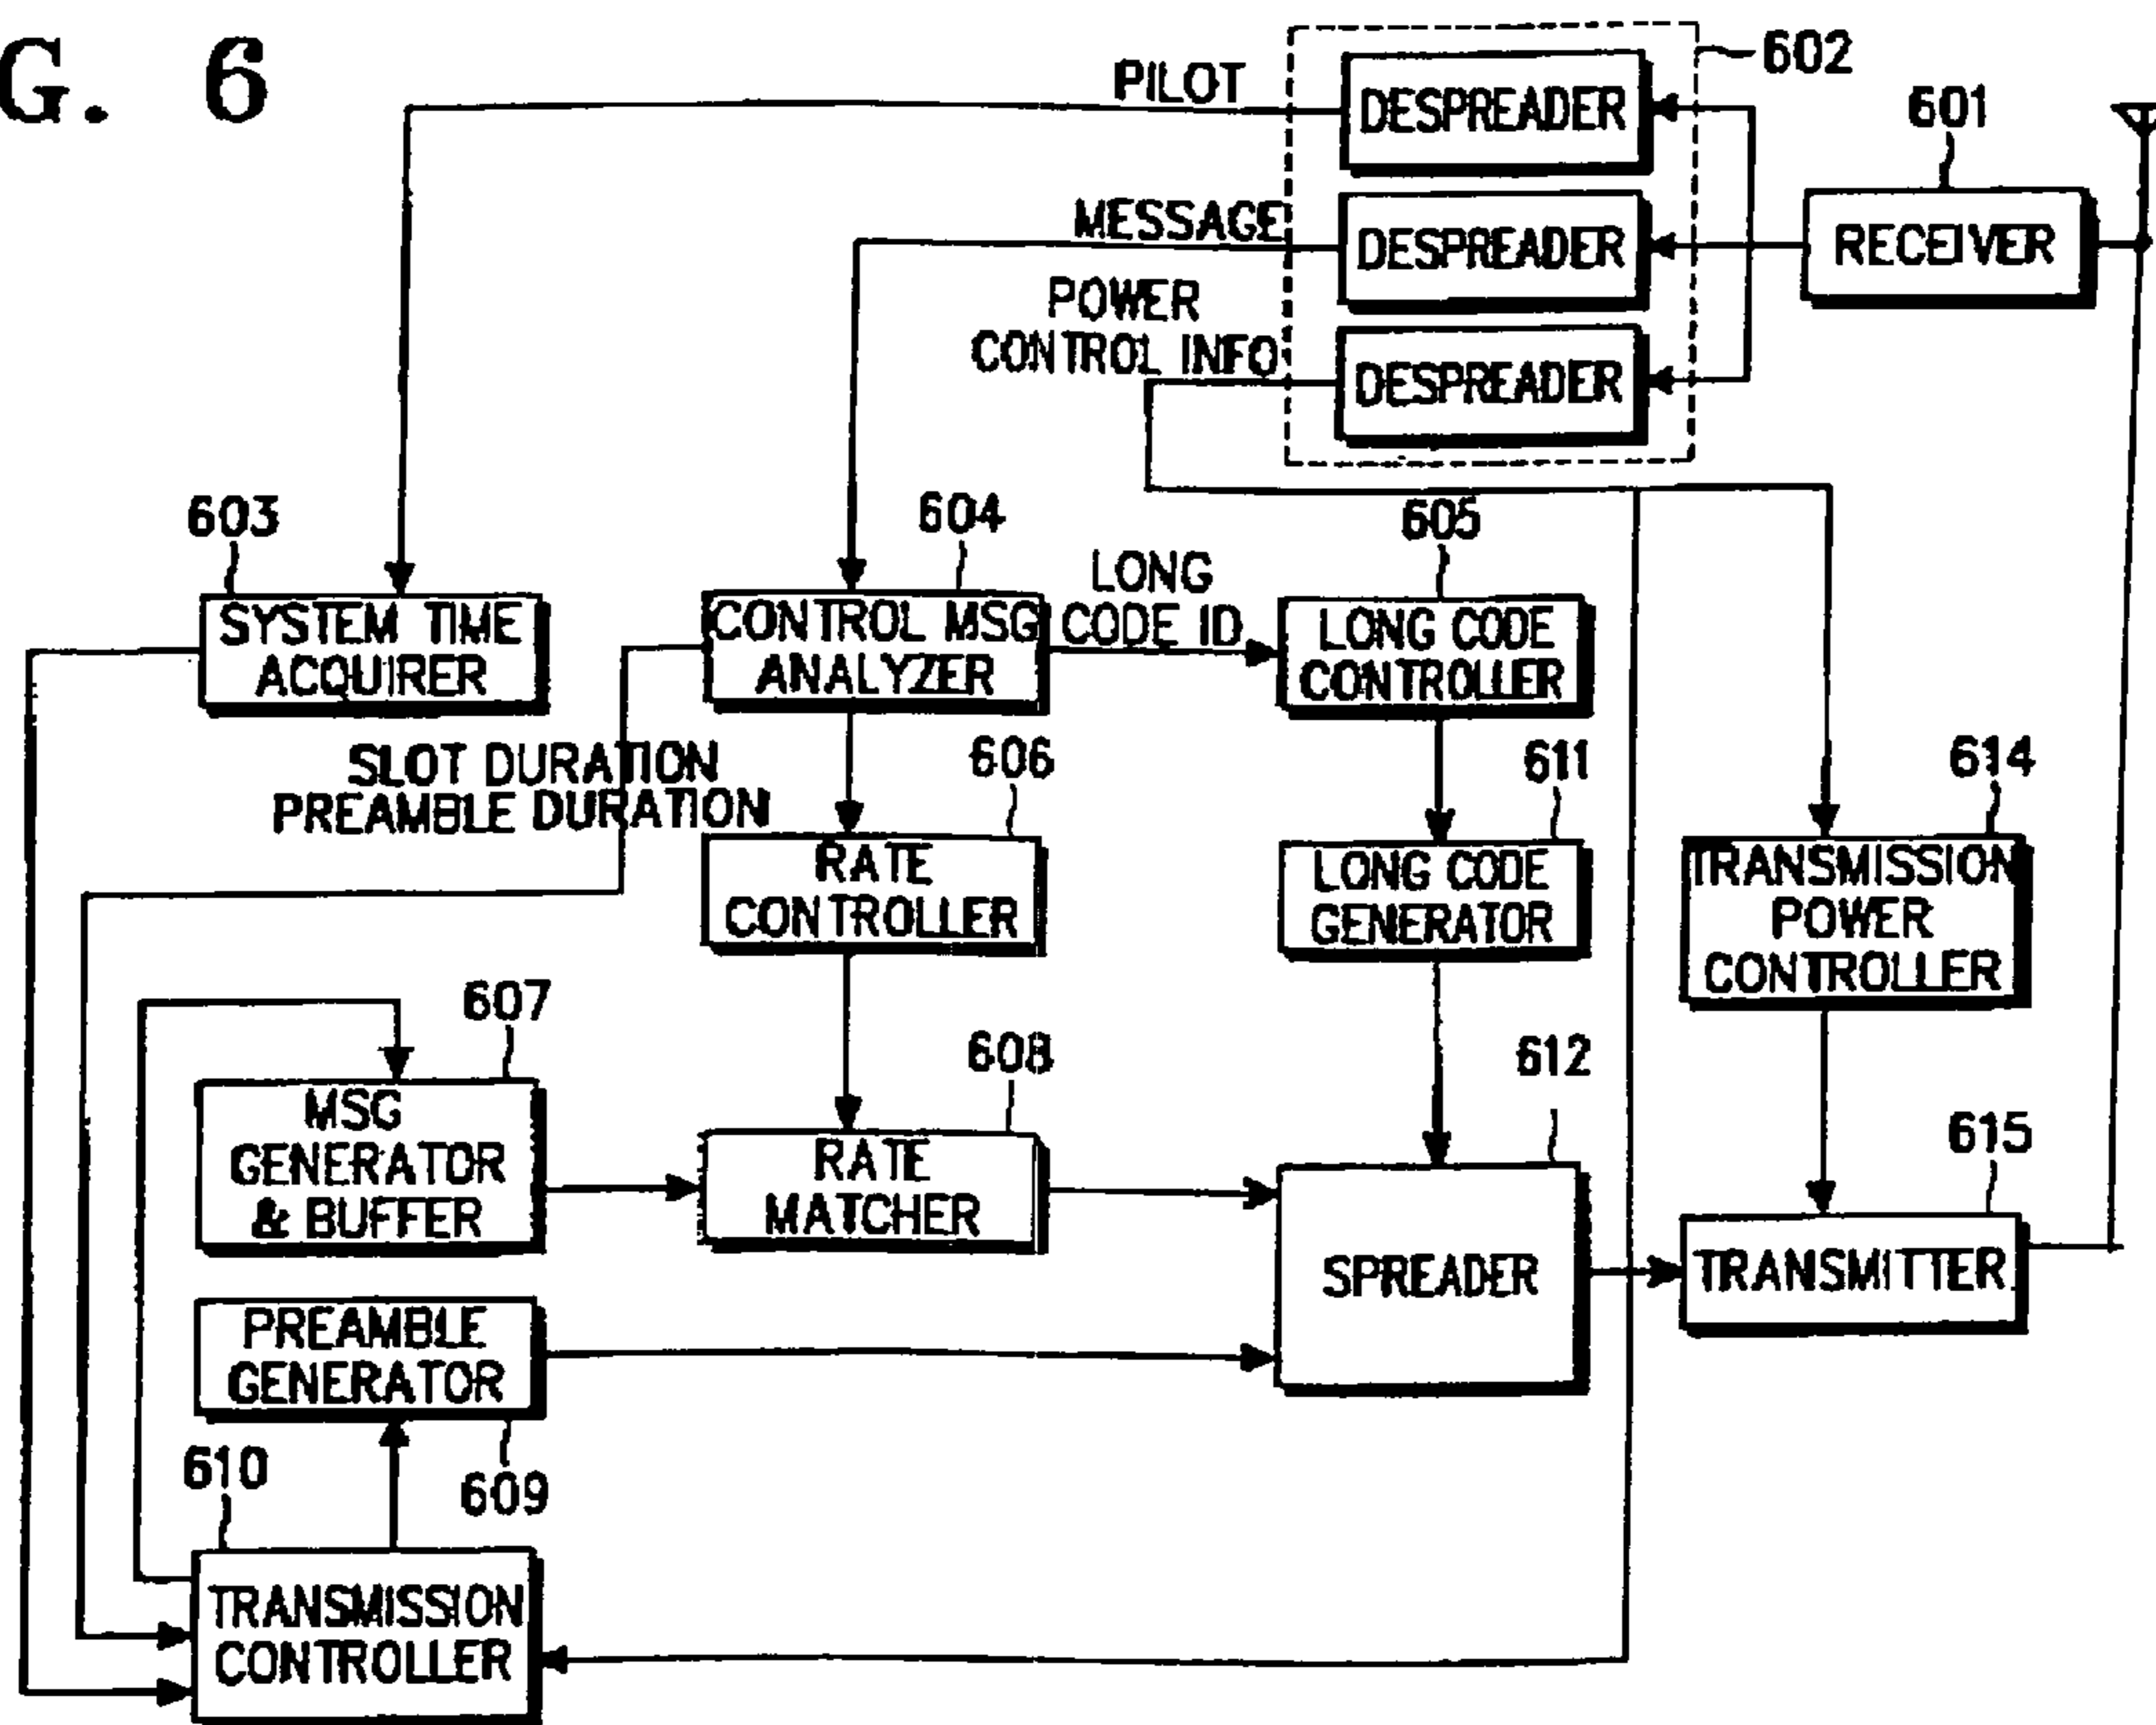 G. 6
602
PILOT
DESPREADER
601
MESSAGE
DESPREADER
RECEIVER
POWER
CONTROL INFO
DESPREADER
603
604
605
LONG
CODE ID
SYSTEM TIME
ACQUIRER
CONTROL MSG
ANALYZER
LONG CODE
CONTROLLER
SLOT DURATION
PREAMBLE DURATION
606
611
614
RATE
CONTROLLER
LONG CODE
GENERATOR
TRANSMISSION
POWER
CONTROLLER
607
608
612
615
MSG
GENERATOR
& BUFFER
RATE
MATCHER
SPREADER
TRANSMITTER
PREAMBLE
GENERATOR
610
609
TRANSMISSION
CONTROLLER